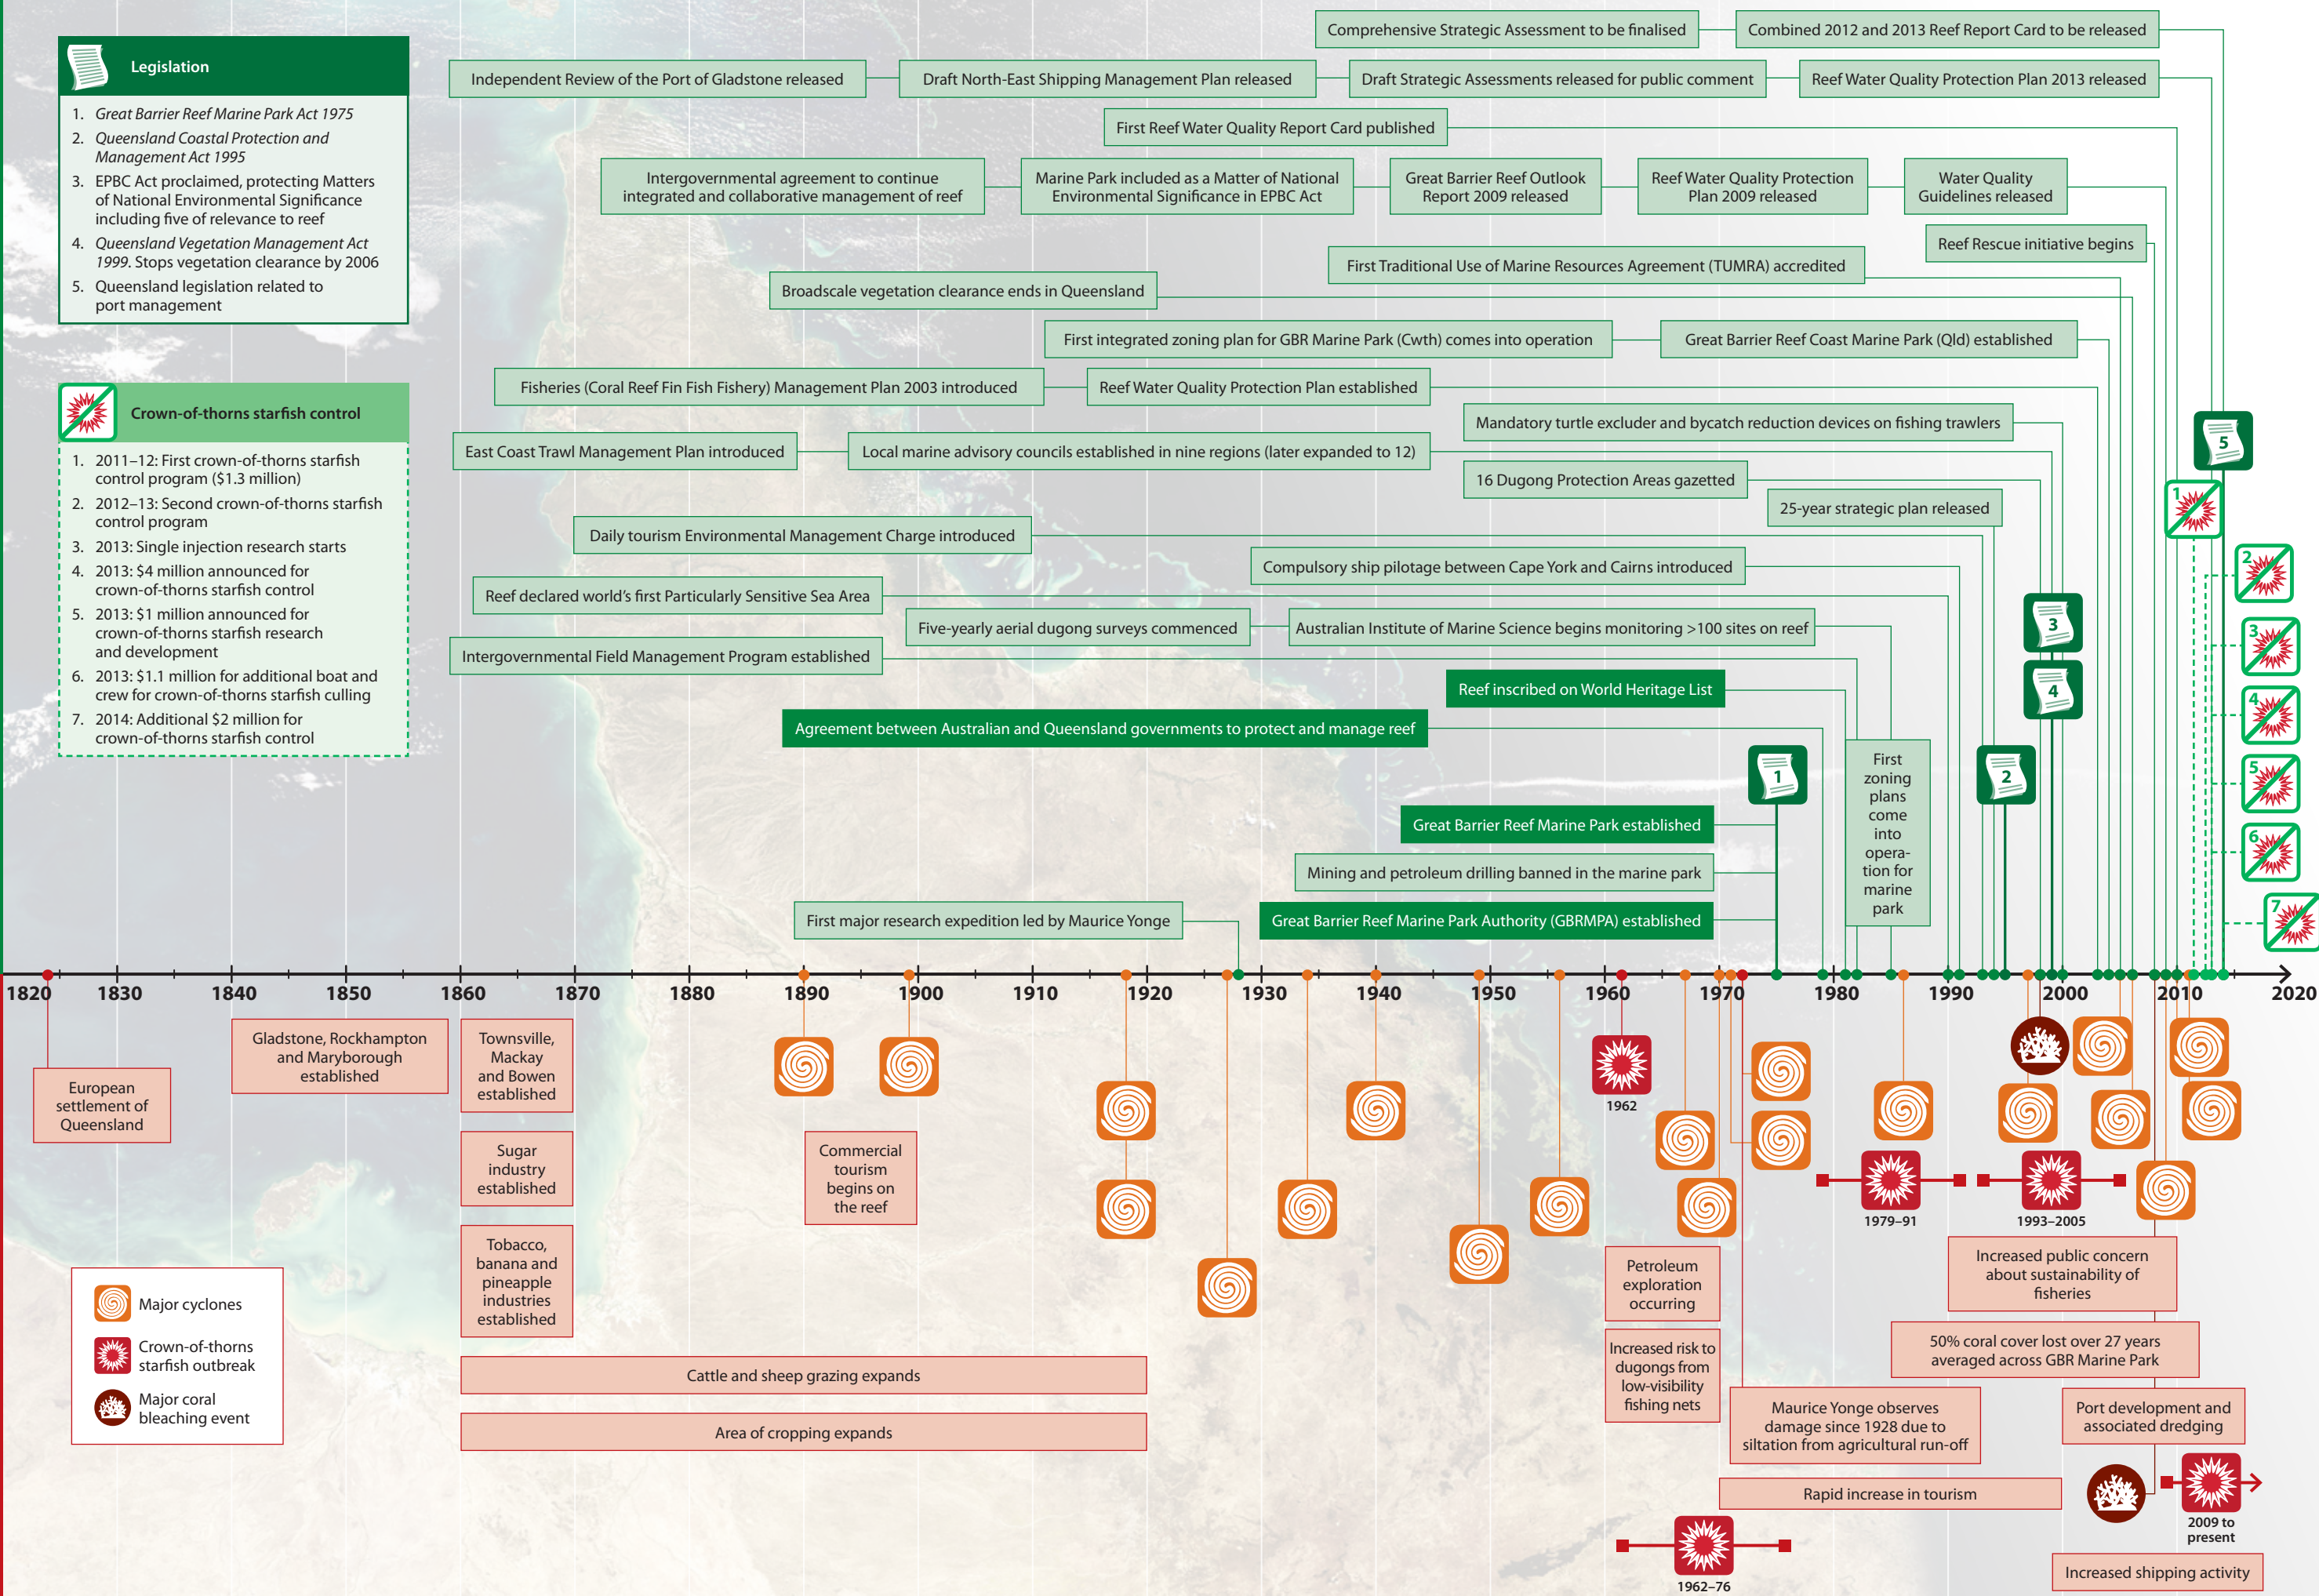 Legislation
1. Great Barrier Reef Marine Park Act 1975
2. Queensland Coastal Protection and
Management Act 1995
3. EPBC Act proclaimed, protecting Matters
of National Environmental Significance
including five of relevance to reef
4. Queensland Vegetation Management Act
1999. Stops vegetation clearance by 2006
5. Queensland legislation related to
port management
Crown-of-thorns starfish control
1. 2011–12: First crown-of-thorns starfish
control program ($1.3 million)
2. 2012–13: Second crown-of-thorns starfish
control program
3. 2013: Single injection research starts
4. 2013: $4 million announced for
crown-of-thorns starfish control
5. 2013: $1 million announced for
crown-of-thorns starfish research
and development
6. 2013: $1.1 million for additional boat and
crew for crown-of-thorns starfish culling
7. 2014: Additional $2 million for
crown-of-thorns starfish control
Comprehensive Strategic Assessment to be finalised
Combined 2012 and 2013 Reef Report Card to be released
Independent Review of the Port of Gladstone released
Draft North-East Shipping Management Plan released
Draft Strategic Assessments released for public comment
Reef Water Quality Protection Plan 2013 released
First Reef Water Quality Report Card published
Intergovernmental agreement to continue
integrated and collaborative management of reef
Marine Park included as a Matter of National
Environmental Significance in EPBC Act
Great Barrier Reef Outlook
Report 2009 released
Reef Water Quality Protection
Plan 2009 released
Water Quality
Guidelines released
Reef Rescue initiative begins
First Traditional Use of Marine Resources Agreement (TUMRA) accredited
Broadscale vegetation clearance ends in Queensland
First integrated zoning plan for GBR Marine Park (Cwth) comes into operation
Great Barrier Reef Coast Marine Park (Qld) established
Fisheries (Coral Reef Fin Fish Fishery) Management Plan 2003 introduced
Reef Water Quality Protection Plan established
Mandatory turtle excluder and bycatch reduction devices on fishing trawlers
East Coast Trawl Management Plan introduced
Local marine advisory councils established in nine regions (later expanded to 12)
16 Dugong Protection Areas gazetted
25-year strategic plan released
Daily tourism Environmental Management Charge introduced
Compulsory ship pilotage between Cape York and Cairns introduced
Reef declared world's first Particularly Sensitive Sea Area
Five-yearly aerial dugong surveys commenced
Australian Institute of Marine Science begins monitoring >100 sites on reef
Intergovernmental Field Management Program established
Reef inscribed on World Heritage List
Agreement between Australian and Queensland governments to protect and manage reef
First
zoning
plans
come
into
opera-
tion for
marine
park
Great Barrier Reef Marine Park established
Mining and petroleum drilling banned in the marine park
First major research expedition led by Maurice Yonge
Great Barrier Reef Marine Park Authority (GBRMPA) established
5
1
2
3
3
4
4
1
2
5
6
7
1820 1830 1840 1850 1860 1870 1880 1890 1900 1910 1920 1930 1940 1950 1960 1970 1980 1990 2000 2010 2020
European
settlement of
Queensland
Gladstone, Rockhampton
and Maryborough
established
Townsville,
Mackay
and Bowen
established
Sugar
industry
established
Tobacco,
banana and
pineapple
industries
established
Commercial
tourism
begins on
the reef
Cattle and sheep grazing expands
Area of cropping expands
1962
1979–91
1993–2005
Petroleum
exploration
occurring
Increased risk to
dugongs from
low-visibility
fishing nets
Increased public concern
about sustainability of
fisheries
50% coral cover lost over 27 years
averaged across GBR Marine Park
Maurice Yonge observes
damage since 1928 due to
siltation from agricultural run-off
Port development and
associated dredging
Rapid increase in tourism
2009 to
present
1962–76
Increased shipping activity
Major cyclones
Crown-of-thorns
starfish outbreak
Major coral
bleaching event